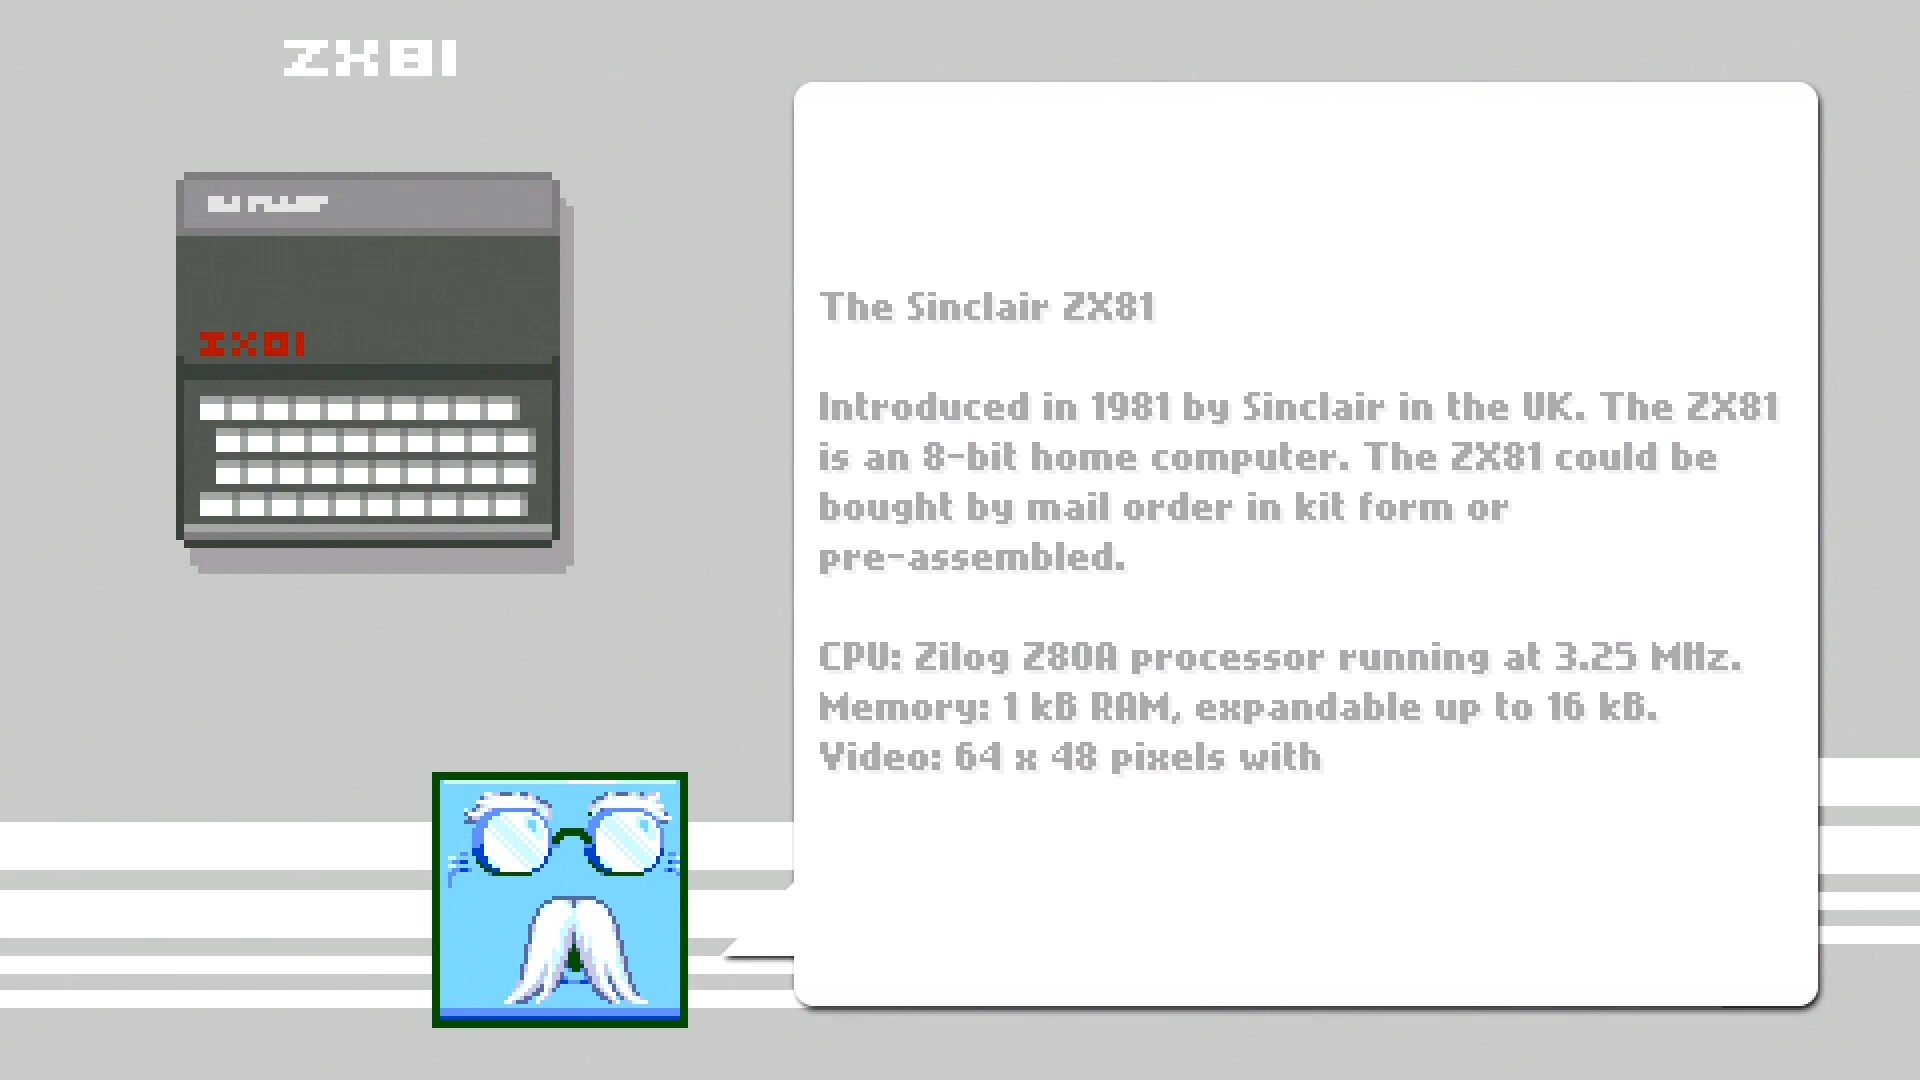 ZX81
ZX81
The Sinclair ZX81
Introduced in 1981 by Sinclair in the UK. The ZX81
is an 8-bit home computer. The ZX81 could be
bought by mail order in kit form or
pre-assembled.
CPU: Zilog Z80A processor running at 3.25 MHz.
Memory: 1 kB RAM, expandable up to 16 kB.
Video: 64 x 48 pixels with